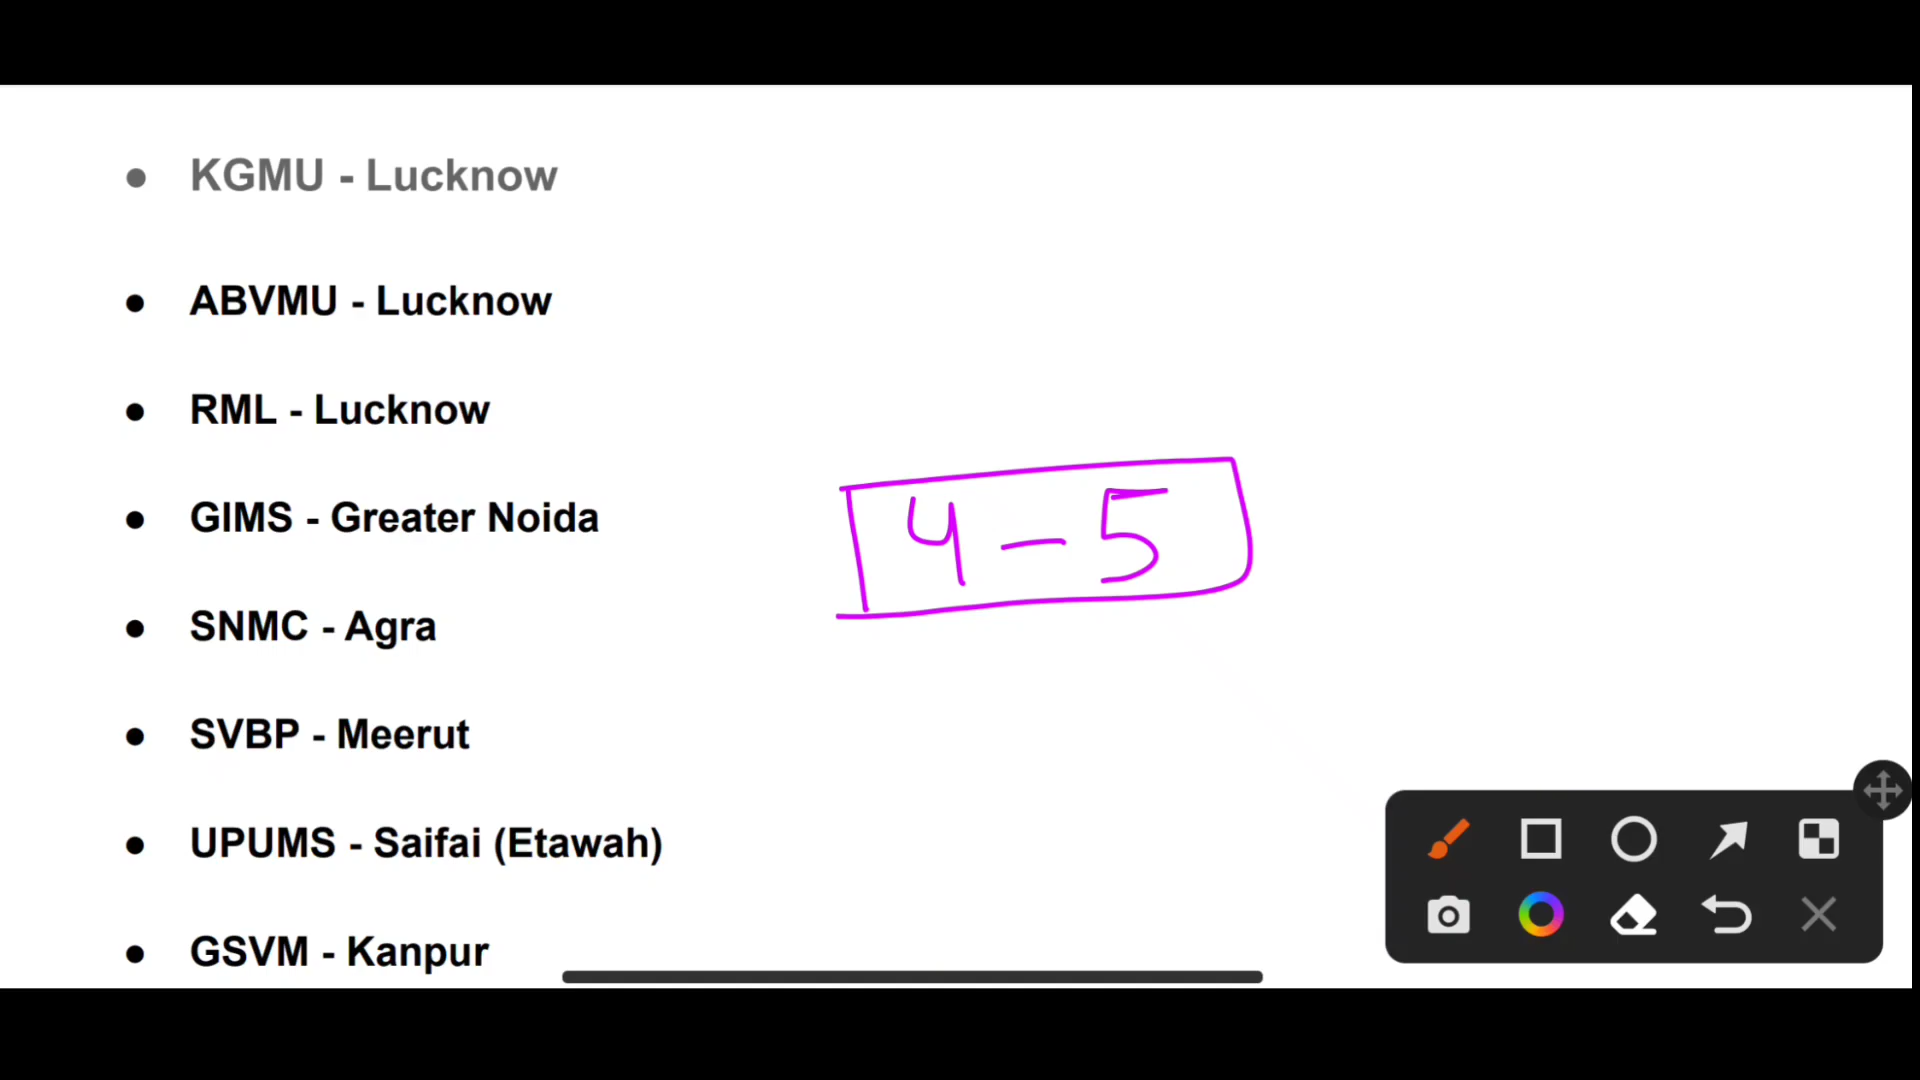 KGMU - Lucknow
ABVMU - Lucknow
RML - Lucknow
GIMS - Greater Noida
SNMC - Agra
SVBP - Meerut
UPUMS - Saifai (Etawah)
GSVM - Kanpur
4 - 5